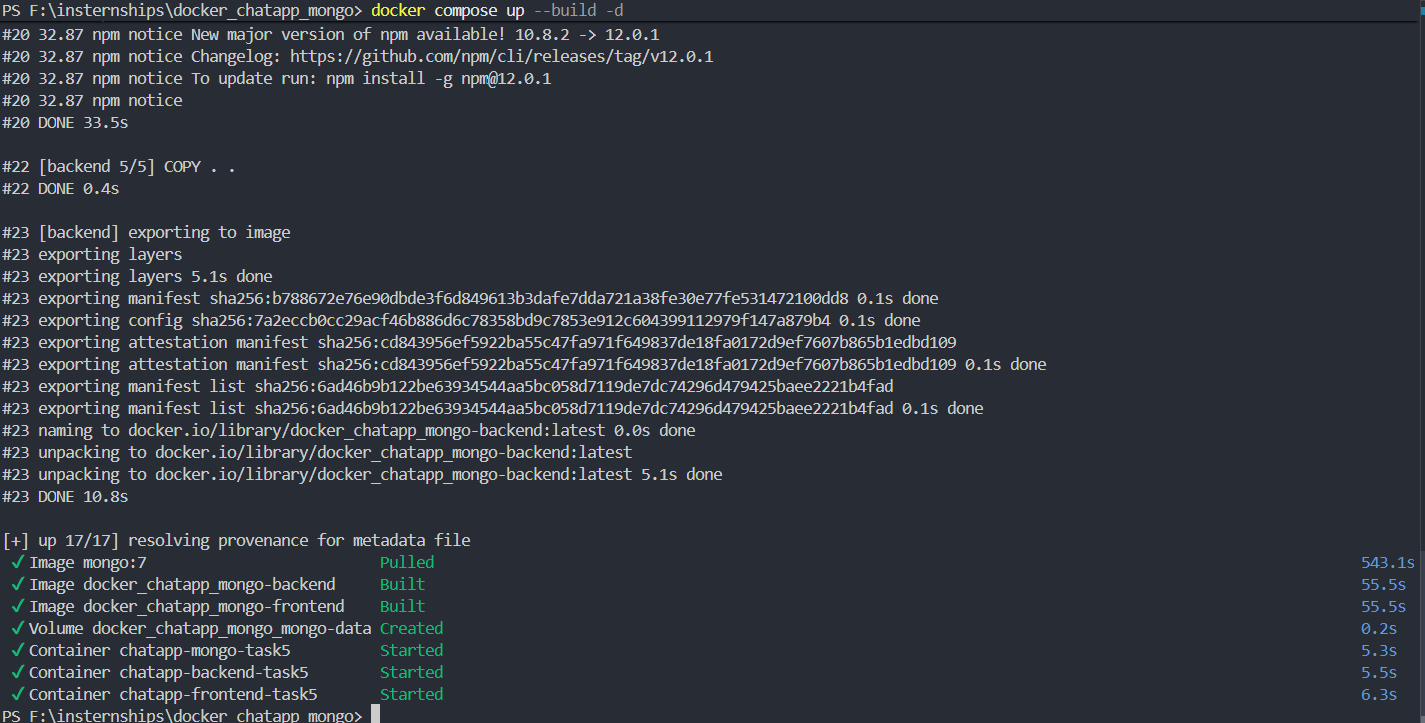 PS F:\insternships\docker_chatapp_mongo> docker compose up --build -d
#20 32.87 npm notice New major version of npm available! 10.8.2 -> 12.0.1
#20 32.87 npm notice Changelog: https://github.com/npm/cli/releases/tag/v12.0.1
#20 32.87 npm notice To update run: npm install -g npm@12.0.1
#20 32.87 npm notice
#20 DONE 33.5s
#22 [backend 5/5] COPY . .
#22 DONE 0.4s
#23 [backend] exporting to image
#23 exporting layers
#23 exporting layers 5.1s done
#23 exporting manifest sha256:b788672e76e90dbde3f6d849613b3dafe7dda721a38fe30e77fe531472100dd8 0.1s done
#23 exporting config sha256:7a2eccb0cc29acf46b886d6c78358bd9c7853e912c604399112979f147a879b4 0.1s done
#23 exporting attestation manifest sha256:cd843956ef5922ba55c47fa971f649837de18fa0172d9ef7607b865b1edbd109
#23 exporting attestation manifest sha256:cd843956ef5922ba55c47fa971f649837de18fa0172d9ef7607b865b1edbd109 0.1s done
#23 exporting manifest list sha256:6ad46b9b122be63934544aa5bc058d7119de7dc74296d479425baee2221b4fad
#23 exporting manifest list sha256:6ad46b9b122be63934544aa5bc058d7119de7dc74296d479425baee2221b4fad 0.1s done
#23 naming to docker.io/library/docker_chatapp_mongo-backend:latest 0.0s done
#23 unpacking to docker.io/library/docker_chatapp_mongo-backend:latest
#23 unpacking to docker.io/library/docker_chatapp_mongo-backend:latest 5.1s done
#23 DONE 10.8s
[+] up 17/17] resolving provenance for metadata file
✓ Image mongo:7 Pulled 543.1s
✓ Image docker_chatapp_mongo-backend Built 55.5s
✓ Image docker_chatapp_mongo-frontend Built 55.5s
✓ Volume docker_chatapp_mongo_mongo-data Created 0.2s
✓ Container chatapp-mongo-task5 Started 5.3s
✓ Container chatapp-backend-task5 Started 5.5s
✓ Container chatapp-frontend-task5 Started 6.3s
PS F:\insternships\docker_chatapp_mongo>